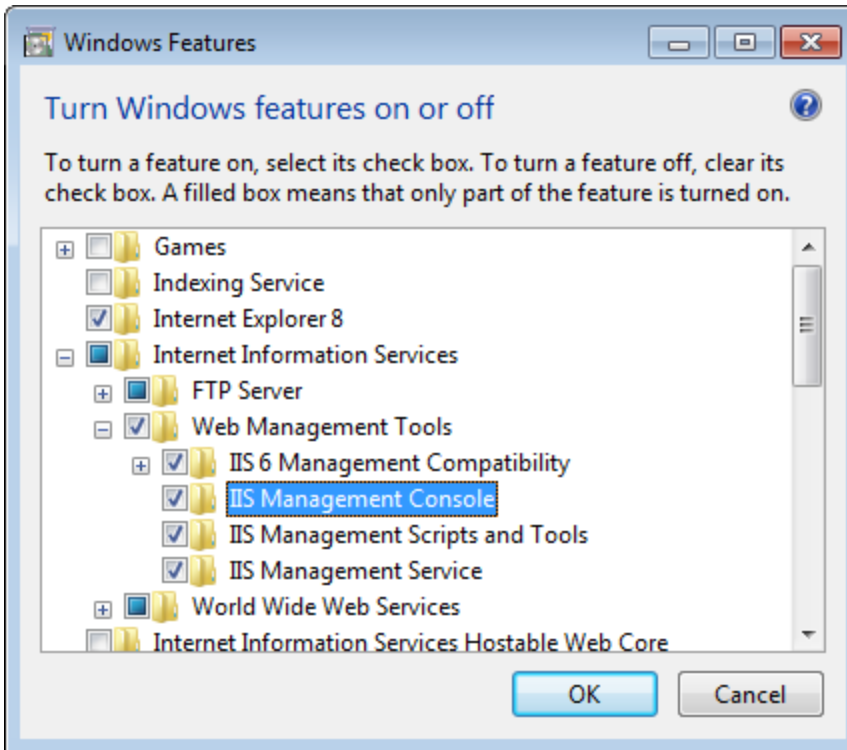 Windows Features
Turn Windows features on or off
To turn a feature on, select its check box. To turn a feature off, clear its
check box. A filled box means that only part of the feature is turned on.
Games
Indexing Service
Internet Explorer 8
Internet Information Services
FTP Server
Web Management Tools
IIS 6 Management Compatibility
IIS Management Console
IIS Management Scripts and Tools
IIS Management Service
World Wide Web Services
Internet Information Services Hostable Web Core
OK Cancel